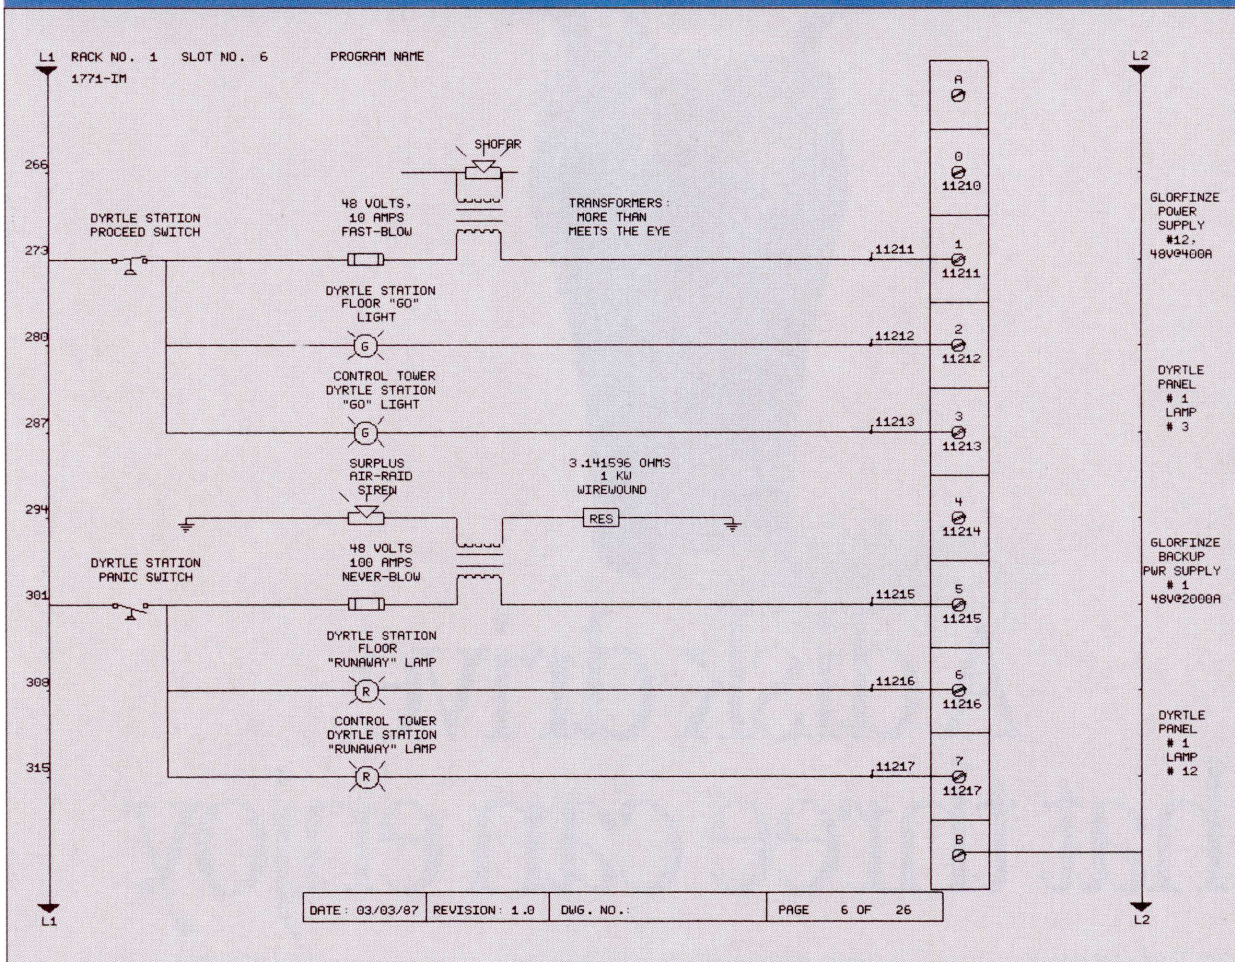 L1 RACK NO. 1 SLOT NO. 6 PROGRAM NAME
1771-IM
L2
A
SHOFAR
266
0
11210
48 VOLTS,
10 AMPS
FAST-BLOW
TRANSFORMERS:
MORE THAN
MEETS THE EYE
GLORFINZE
POWER
SUPPLY
#12,
48V@400A
DYRTLE STATION
PROCEED SWITCH
273
11211
1
11211
DYRTLE STATION
FLOOR "GO"
LIGHT
280
G
11212
2
11212
CONTROL TOWER
DYRTLE STATION
"GO" LIGHT
DYRTLE
PANEL
# 1
LAMP
# 3
287
G
11213
3
11213
SURPLUS
AIR-RAID
SIREN
3.141596 OHMS
1 KW
WIREWOUND
294
RES
4
11214
48 VOLTS
100 AMPS
NEVER-BLOW
DYRTLE STATION
PANIC SWITCH
GLORFINZE
BACKUP
PWR SUPPLY
# 1
48V@2000A
301
11215
5
11215
DYRTLE STATION
FLOOR
"RUNAWAY" LAMP
308
R
11216
6
11216
CONTROL TOWER
DYRTLE STATION
"RUNAWAY" LAMP
DYRTLE
PANEL
# 1
LAMP
# 12
315
R
11217
7
11217
B
L1
DATE: 03/03/87 REVISION: 1.0 DWG. NO.: PAGE 6 OF 26
L2